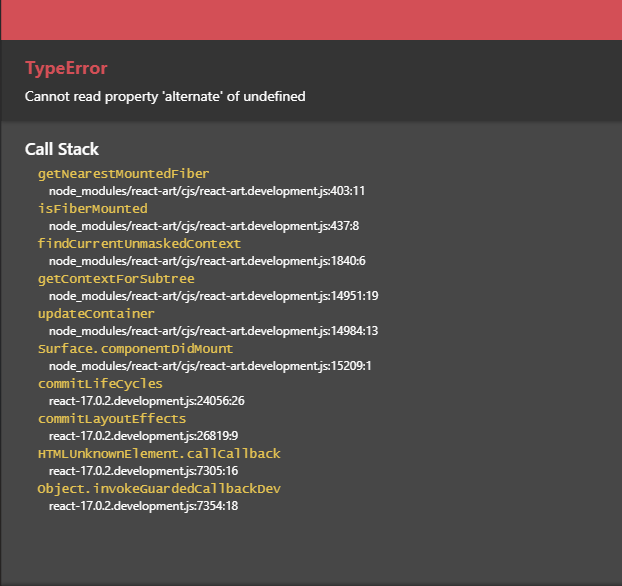 TypeError
Cannot read property 'alternate' of undefined
Call Stack
getNearestMountedFiber
node_modules/react-art/cjs/react-art.development.js:403:11
isFiberMounted
node_modules/react-art/cjs/react-art.development.js:437:8
findCurrentUnmaskedContext
node_modules/react-art/cjs/react-art.development.js:1840:6
getContextForSubtree
node_modules/react-art/cjs/react-art.development.js:14951:19
updateContainer
node_modules/react-art/cjs/react-art.development.js:14984:13
Surface.componentDidMount
node_modules/react-art/cjs/react-art.development.js:15209:1
commitLifeCycles
react-17.0.2.development.js:24056:26
commitLayoutEffects
react-17.0.2.development.js:26819:9
HTMLUnknownElement.callCallback
react-17.0.2.development.js:7305:16
Object.invokeGuardedCallbackDev
react-17.0.2.development.js:7354:18